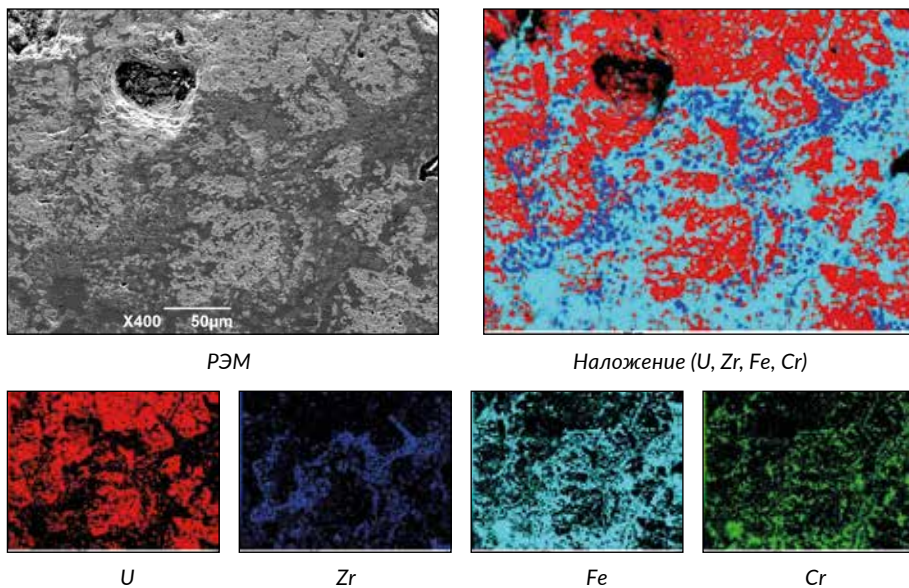 X400 50µm
РЭМ
Наложение (U, Zr, Fe, Cr)
U
Zr
Fe
Cr